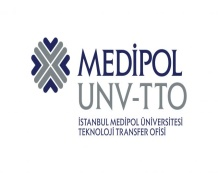 MEDİPOL
UNV-TTO
İSTANBUL MEDİPOL ÜNİVERSİTESİ
TEKNOLOJİ TRANSFER OFİSİ